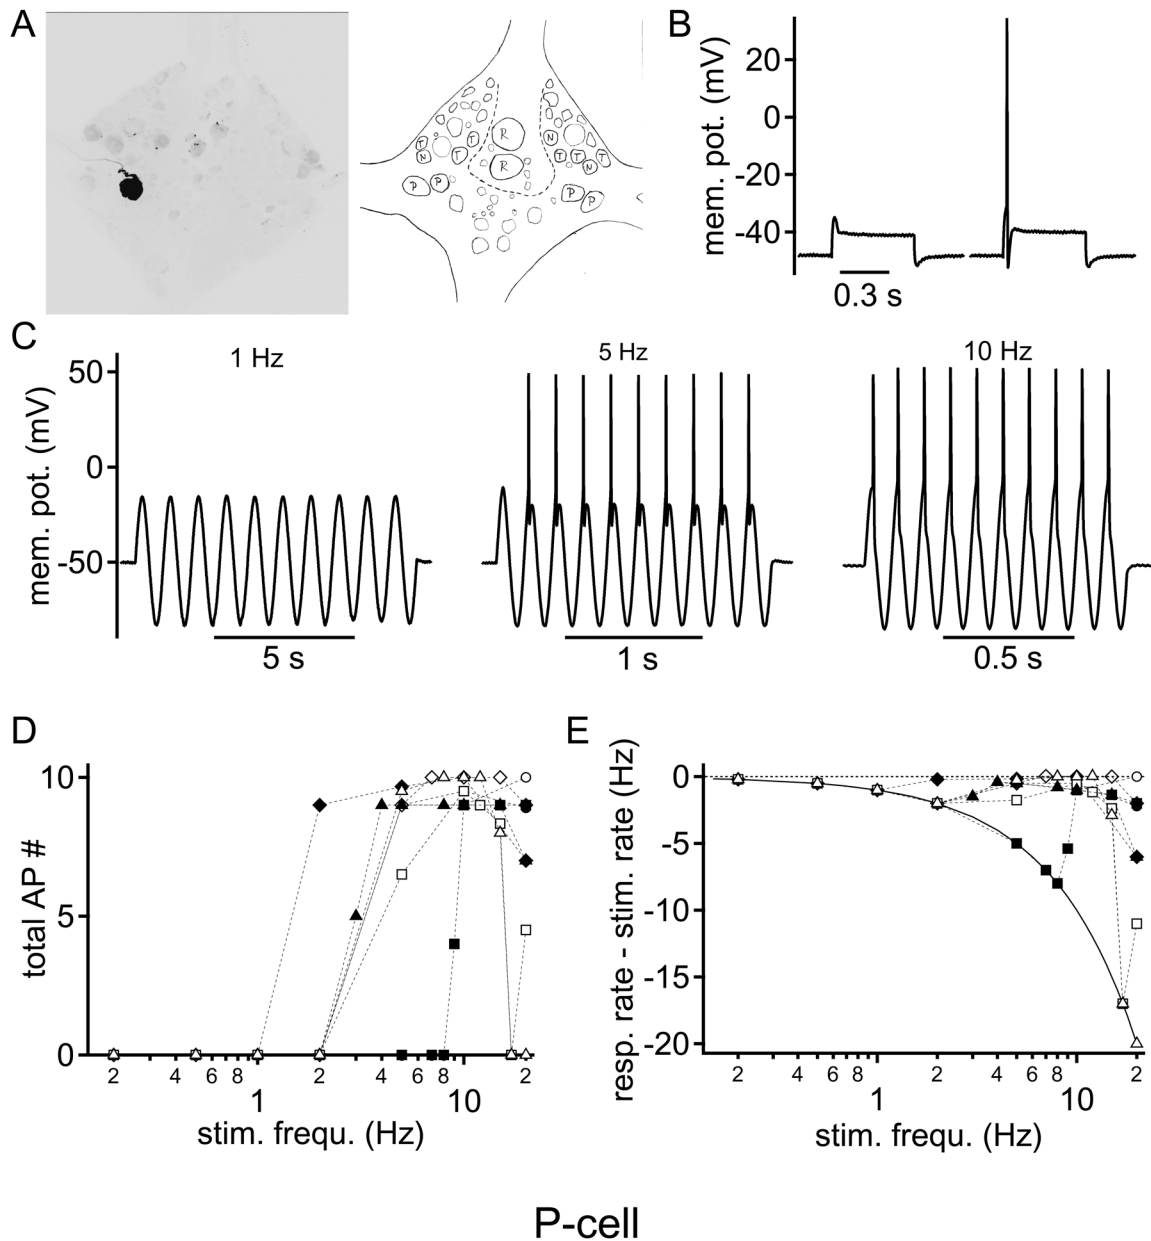 A
R
T
N
T
N
T
T
T
N
R
P
P
P
P
B
mem. pot. (mV)
20
0
-20
-40
0.3 s
C
mem. pot. (mV)
50
0
-50
1 Hz
5 s
5 Hz
1 s
10 Hz
0.5 s
D
total AP #
10
5
0
2
4
6
8
1
2
4
6
8
10
2
stim. frequ. (Hz)
E
resp. rate - stim. rate (Hz)
0
-5
-10
-15
-20
2
4
6
8
1
2
4
6
8
10
2
stim. frequ. (Hz)
P-cell